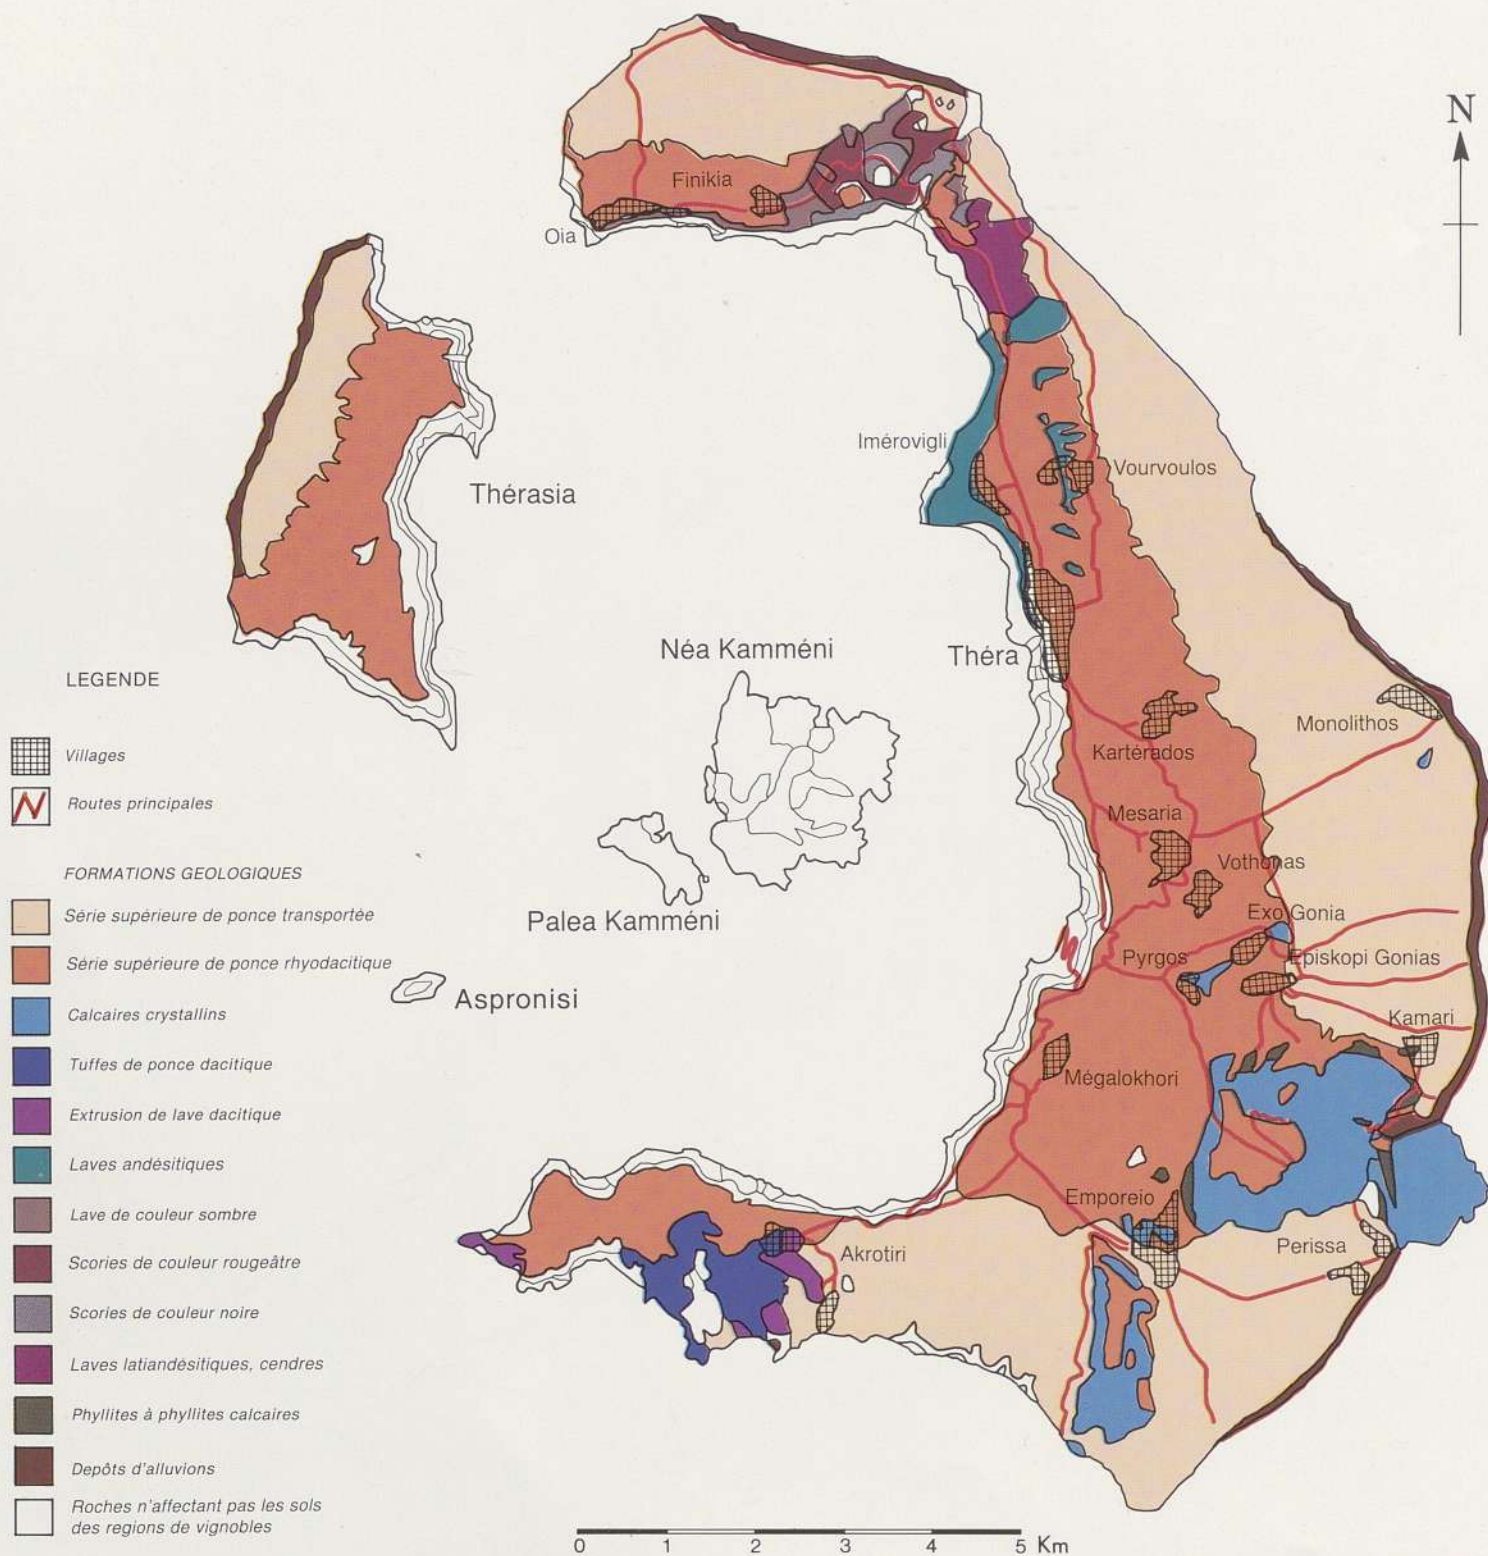 N
Finikia
Oia
Imérovigli
Vourvoulos
Thérasia
Néa Kamméni
Théra
LEGENDE
Monolithos
Kartérados
Villages
Routes principales
Mesaria
Vothonas
FORMATIONS GEOLOGIQUES
Série supérieure de ponce transportée
Palea Kamméni
Exo Gonia
Pyrgos
Episkopi Gonias
Série supérieure de ponce rhyodacitique
Aspronisi
Calcaires crystallins
Kamari
Tuffes de ponce dacitique
Mégalokhori
Extrusion de lave dacitique
Laves andésitiques
Emporeio
Lave de couleur sombre
Akrotiri
Perissa
Scories de couleur rougeâtre
Scories de couleur noire
Laves latiandésitiques, cendres
Phyllites à phyllites calcaires
Depôts d'alluvions
Roches n'affectant pas les sols
des regions de vignobles
0 1 2 3 4 5 Km